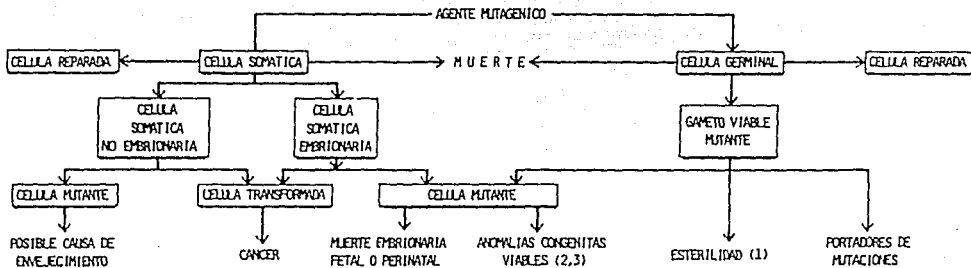 AGENTE MUTAGENICO
CELULA REPARADA
CELULA SOMATICA
MUERTE
CELULA GERMINAL
CELULA REPARADA
CELULA
SOMATICA
NO EMBRIONARIA
CELULA
SOMATICA
EMBRIONARIA
GAMETO VIABLE
MUTANTE
CELULA MUTANTE
CELULA TRANSFORMADA
CELULA MUTANTE
POSIBLE CAUSA DE
ENVEJECIMIENTO
CANCER
MUERTE EMBRIONARIA
FETAL O PERINATAL
ANOMALIAS CONGENITAS
VIABLES (2,3)
ESTERILIDAD (1)
PORTADORES DE
MUTACIONES